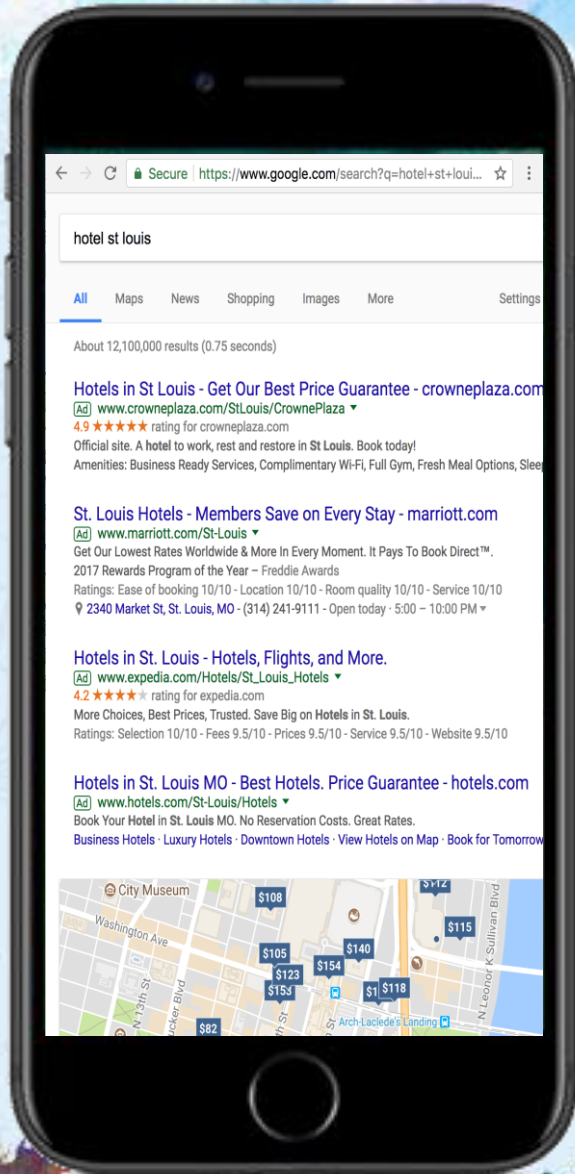 Secure https://www.google.com/search?q=hotel+st+loui...
hotel st louis
All Maps News Shopping Images More Settings
About 12,100,000 results (0.75 seconds)
Hotels in St Louis - Get Our Best Price Guarantee - crowneplaza.com
Ad www.crowneplaza.com/StLouis/CrownePlaza
4.9 ★★★★★ rating for crowneplaza.com
Official site. A hotel to work, rest and restore in St Louis. Book today!
Amenities: Business Ready Services, Complimentary Wi-Fi, Full Gym, Fresh Meal Options, Slee
St. Louis Hotels - Members Save on Every Stay - marriott.com
Ad www.marriott.com/St-Louis
Get Our Lowest Rates Worldwide & More In Every Moment. It Pays To Book Direct™.
2017 Rewards Program of the Year – Freddie Awards
Ratings: Ease of booking 10/10 - Location 10/10 - Room quality 10/10 - Service 10/10
2340 Market St, St. Louis, MO - (314) 241-9111 - Open today · 5:00 – 10:00 PM
Hotels in St. Louis - Hotels, Flights, and More.
Ad www.expedia.com/Hotels/St_Louis_Hotels
4.2 ★★★★★ rating for expedia.com
More Choices, Best Prices, Trusted. Save Big on Hotels in St. Louis.
Ratings: Selection 10/10 - Fees 9.5/10 - Prices 9.5/10 - Service 9.5/10 - Website 9.5/10
Hotels in St. Louis MO - Best Hotels. Price Guarantee - hotels.com
Ad www.hotels.com/St-Louis/Hotels
Book Your Hotel in St. Louis MO. No Reservation Costs. Great Rates.
Business Hotels · Luxury Hotels · Downtown Hotels · View Hotels on Map · Book for Tomorrow
City Museum
$108
$112
Washington Ave
$115
$105
$140
$123
$154
$153
$118
N 13th St
$82
Arch-Laclede's Landing
N Leonor K Sullivan Blvd